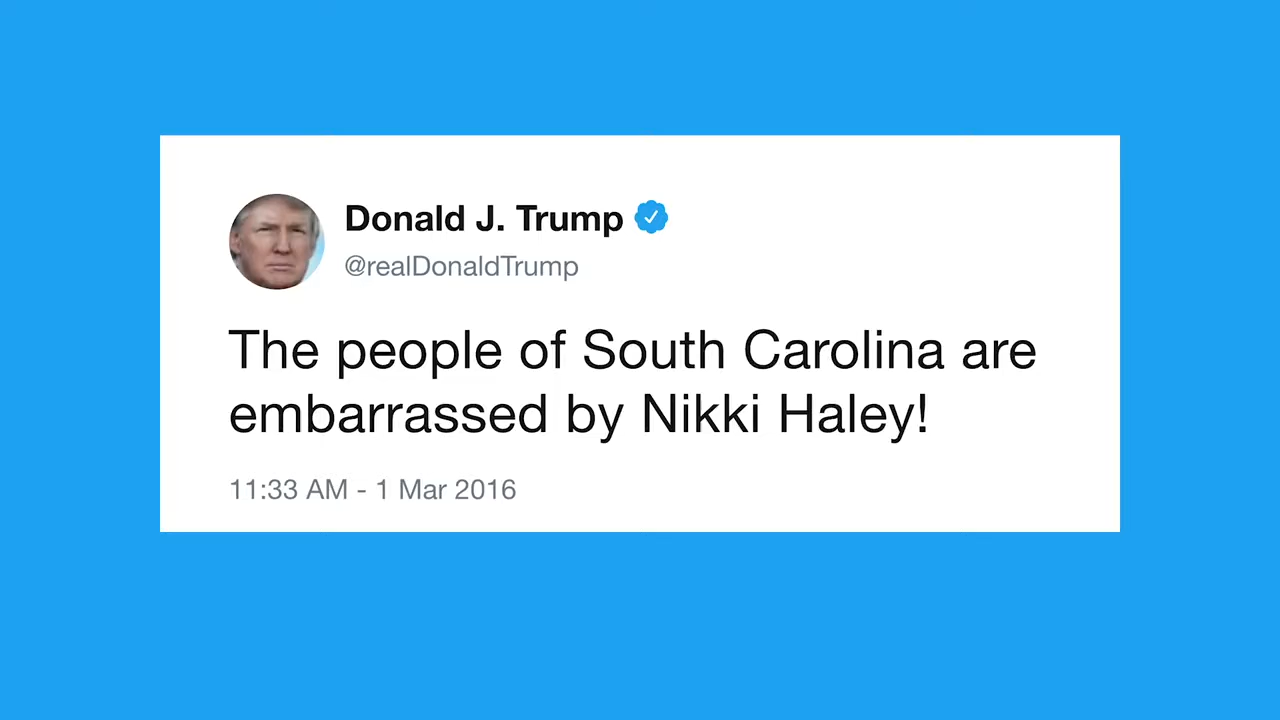 Donald J. Trump
@realDonaldTrump
The people of South Carolina are
embarrassed by Nikki Haley!
11:33 AM - 1 Mar 2016